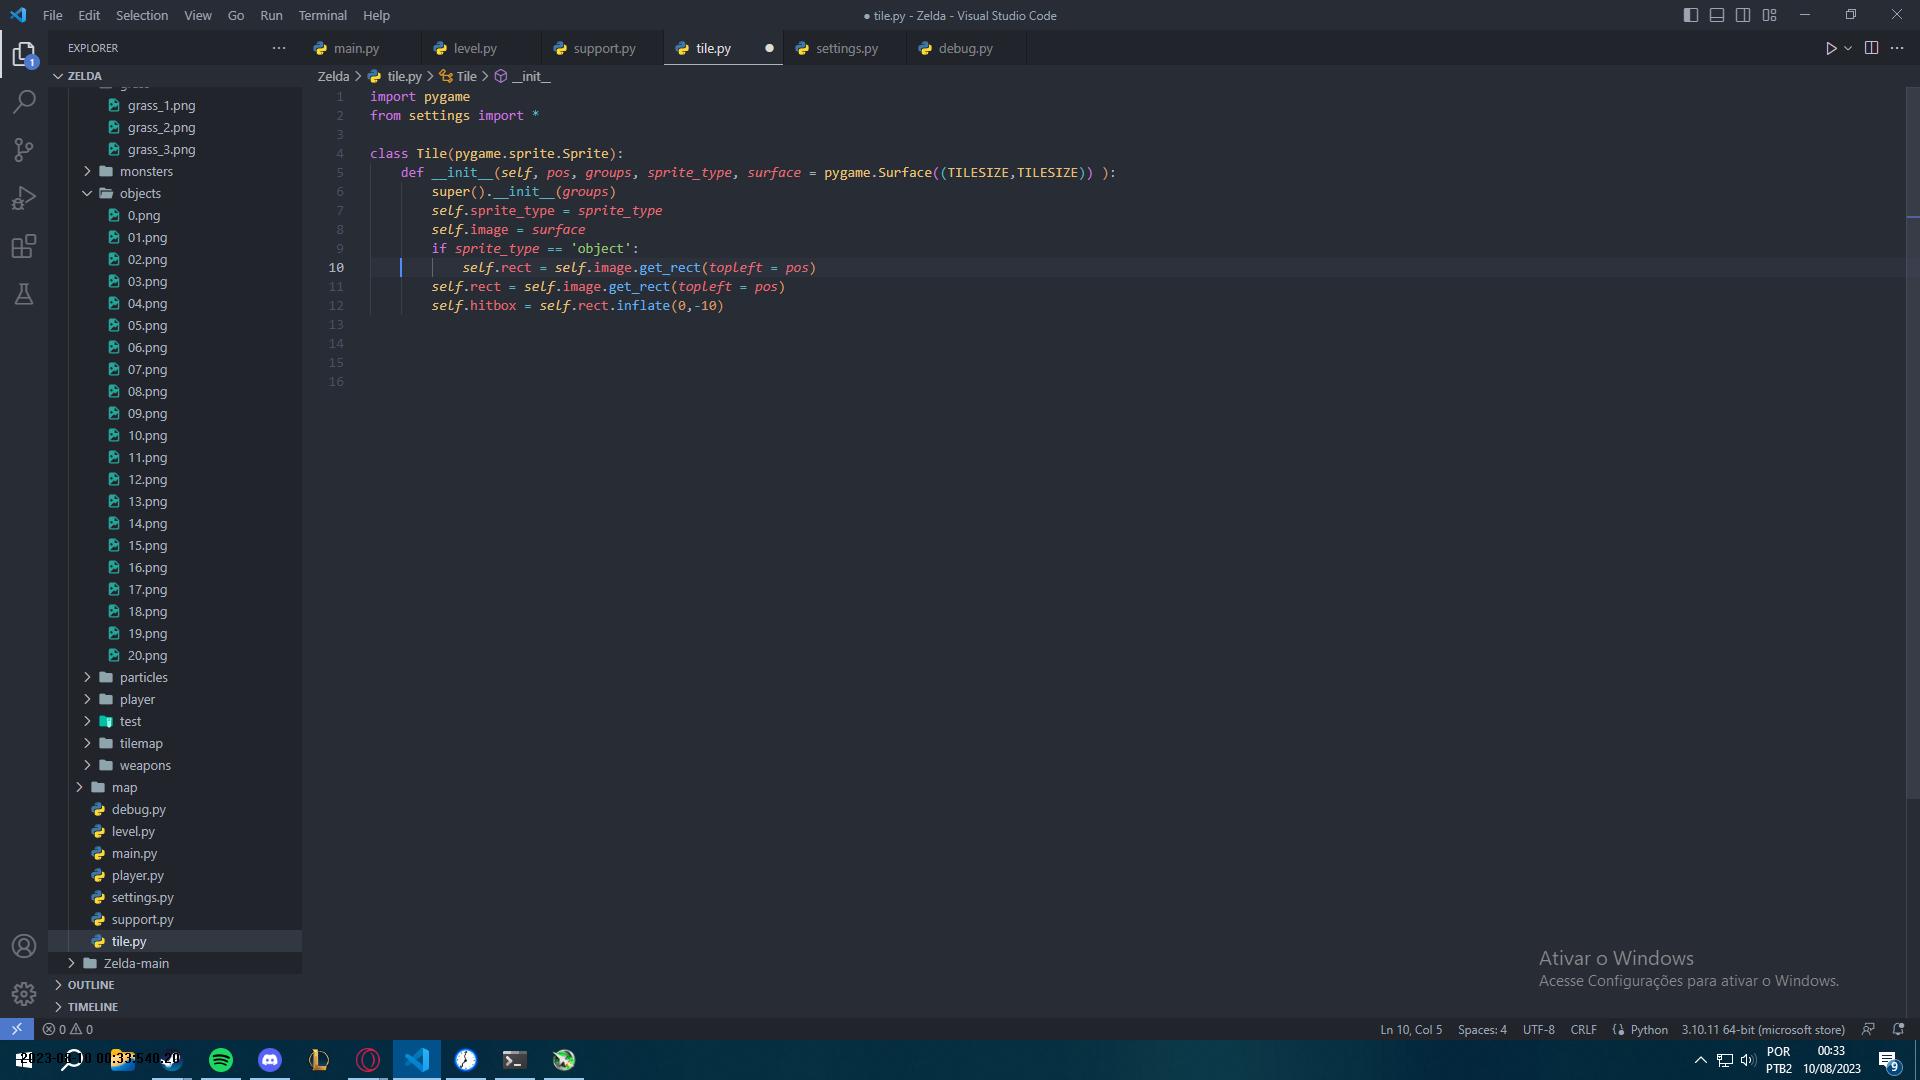 File Edit Selection View Go Run Terminal Help
● tile.py - Zelda - Visual Studio Code
EXPLORER
main.py
level.py
support.py
tile.py
settings.py
debug.py
ZELDA
Zelda > tile.py > Tile > __init__
grass
grass_1.png
grass_2.png
grass_3.png
monsters
objects
0.png
01.png
02.png
03.png
04.png
05.png
06.png
07.png
08.png
09.png
10.png
11.png
12.png
13.png
14.png
15.png
16.png
17.png
18.png
19.png
20.png
particles
player
test
tilemap
weapons
map
debug.py
level.py
main.py
player.py
settings.py
support.py
tile.py
Zelda-main
OUTLINE
TIMELINE
1 import pygame
2 from settings import *
3
4 class Tile(pygame.sprite.Sprite):
5 def __init__(self, pos, groups, sprite_type, surface = pygame.Surface((TILESIZE,TILESIZE)) ):
6 super().__init__(groups)
7 self.sprite_type = sprite_type
8 self.image = surface
9 if sprite_type == 'object':
10 self.rect = self.image.get_rect(topleft = pos)
11 self.rect = self.image.get_rect(topleft = pos)
12 self.hitbox = self.rect.inflate(0,-10)
13
14
15
16
Ativar o Windows
Acesse Configurações para ativar o Windows.
0 0
Ln 10, Col 5 Spaces: 4 UTF-8 CRLF Python 3.10.11 64-bit (microsoft store)
1
POR
PTB2
00:33
10/08/2023
9